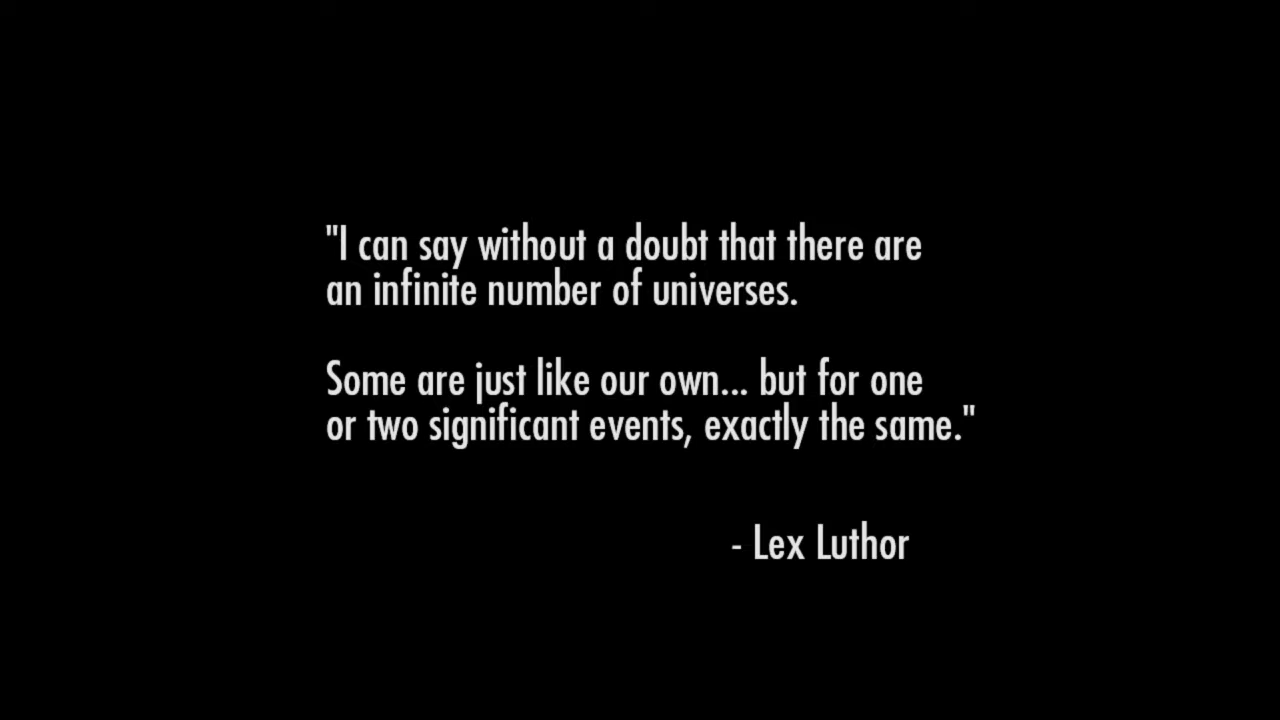 "I can say without a doubt that there are
an infinite number of universes.
Some are just like our own... but for one
or two significant events, exactly the same."
- Lex Luthor